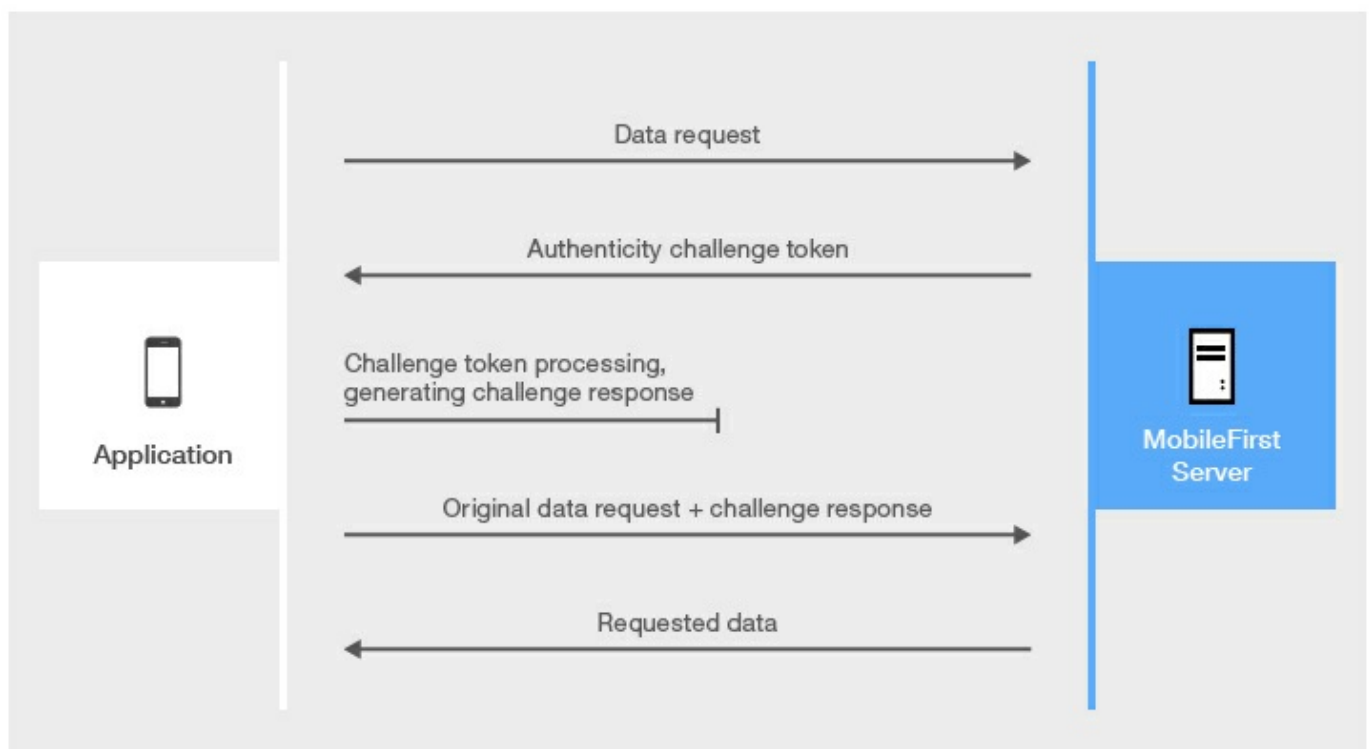 Data request
Authenticity challenge token
Challenge token processing,
generating challenge response
Application
MobileFirst
Server
Original data request + challenge response
Requested data